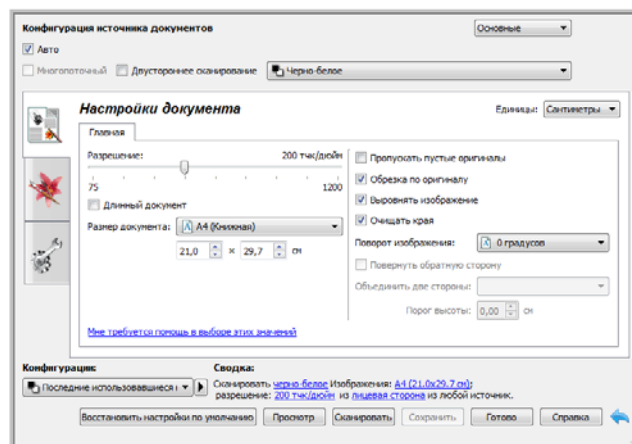 Конфигурация источника документов
Основные
Авто
Многопоточный Двустороннее сканирование Черно-белое
Настройки документа
Единицы: Сантиметры
Главная
Разрешение: 200 тчк/дюйм
75 1200
Длинный документ
Размер документа: A4 (Книжная)
21,0 × 29,7 см
Мне требуется помощь в выборе этих значений
Пропускать пустые оригиналы
Обрезка по оригиналу
Выровнять изображение
Очищать края
Поворот изображения: 0 градусов
Повернуть обратную сторону
Объединить две стороны:
Порог высоты: 0,00 см
Конфигурация: Сводка:
Последние использовавшиеся Сканировать черно-белое Изображения: A4 (21.0x29.7 см);
разрешение: 200 тчк/дюйм из лицевая сторона из любой источник.
Восстановить настройки по умолчанию Просмотр Сканировать Сохранить Готово Справка